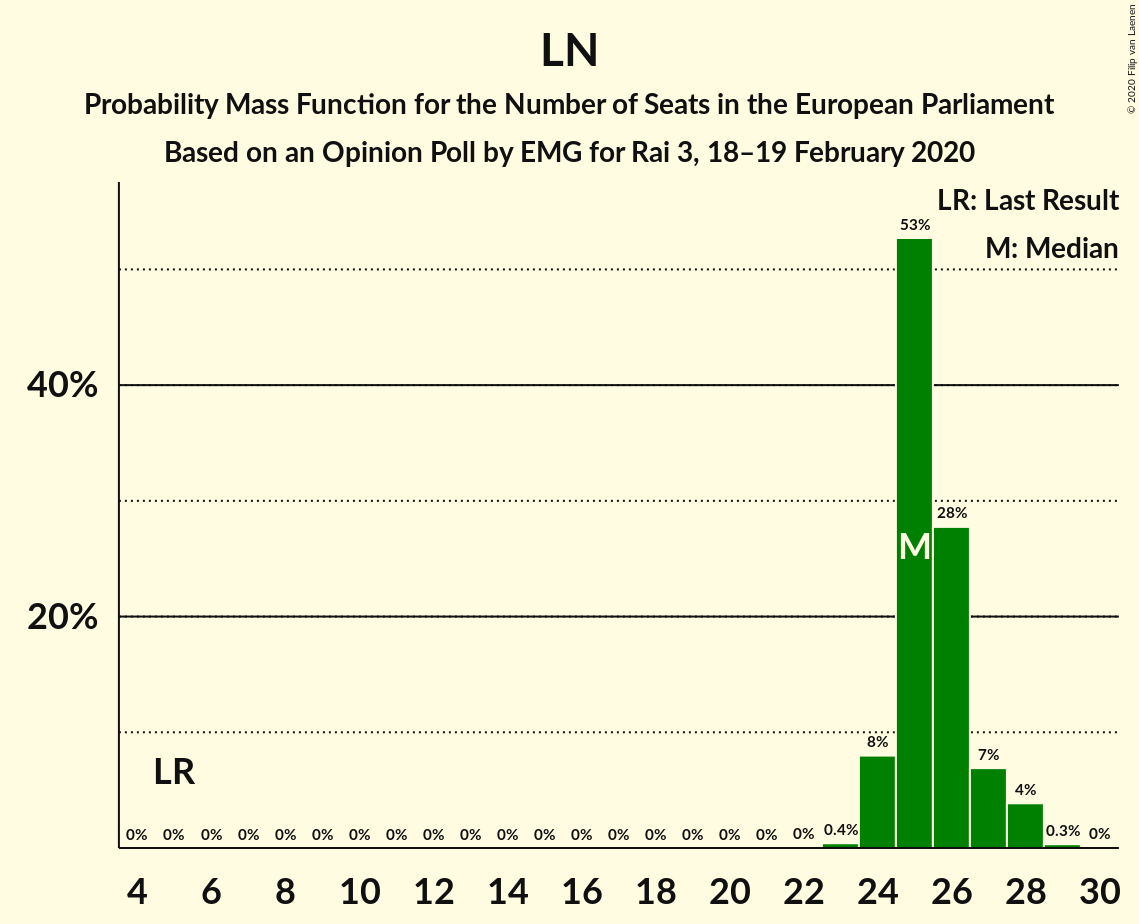 LN
Probability Mass Function for the Number of Seats in the European Parliament
Based on an Opinion Poll by EMG for Rai 3, 18–19 February 2020
© 2020 Filip van Laenen
LR: Last Result
M: Median
53%
40%
28%
M
20%
8%
7%
LR
4%
0% 0% 0% 0% 0% 0% 0% 0% 0% 0% 0% 0% 0% 0% 0% 0% 0% 0% 0% 0.4% 0.3% 0%
4 6 8 10 12 14 16 18 20 22 24 26 28 30